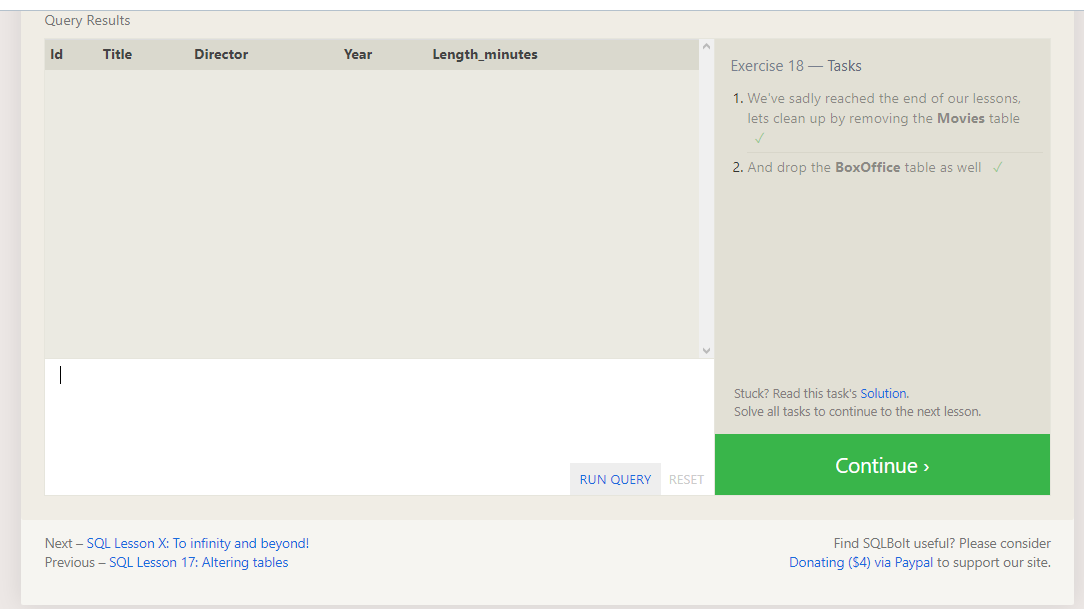 Query Results
Id Title Director Year Length_minutes
Exercise 18 — Tasks
1. We've sadly reached the end of our lessons,
lets clean up by removing the Movies table
✓
2. And drop the BoxOffice table as well ✓
Stuck? Read this task's Solution.
Solve all tasks to continue to the next lesson.
RUN QUERY RESET
Continue ›
Next – SQL Lesson X: To infinity and beyond!
Previous – SQL Lesson 17: Altering tables
Find SQLBolt useful? Please consider
Donating ($4) via Paypal to support our site.